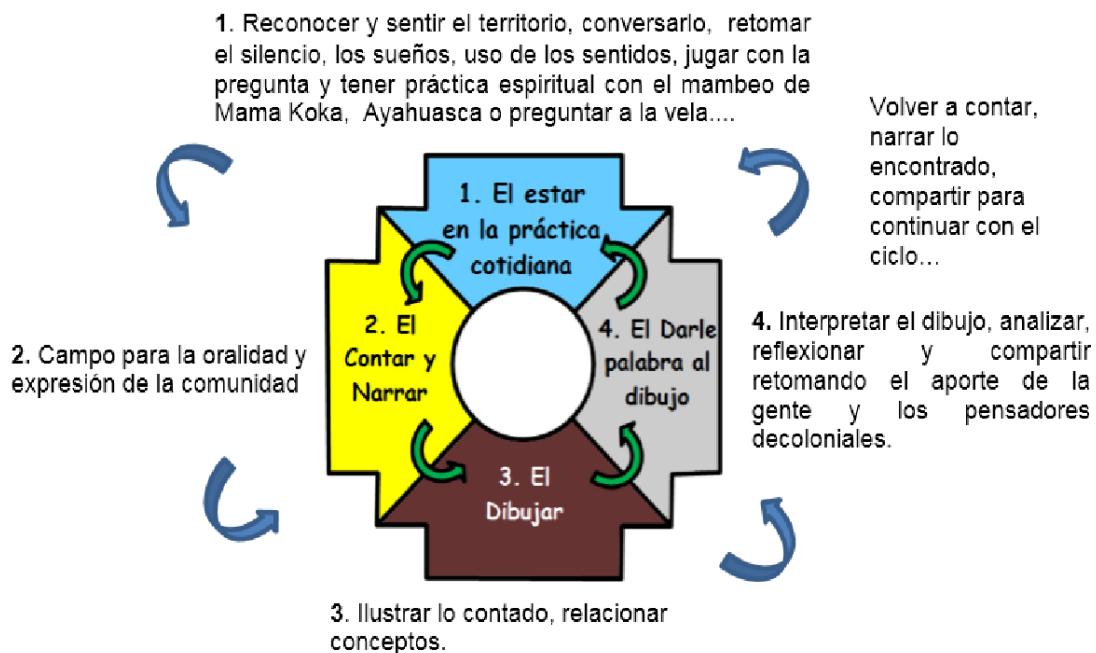 1. Reconocer y sentir el territorio, conversarlo, retomar
el silencio, los sueños, uso de los sentidos, jugar con la
pregunta y tener práctica espiritual con el mambeo de
Mama Koka, Ayahuasca o preguntar a la vela....
Volver a contar,
narrar lo
encontrado,
compartir para
continuar con el
ciclo...
1. El estar
en la práctica
cotidiana
2. El
Contar y
Narrar
4. El Darle
palabra al
dibujo
3. El
Dibujar
2. Campo para la oralidad y
expresión de la comunidad
4. Interpretar el dibujo, analizar,
reflexionar y compartir
retomando el aporte de la
gente y los pensadores
decoloniales.
3. Ilustrar lo contado, relacionar
conceptos.